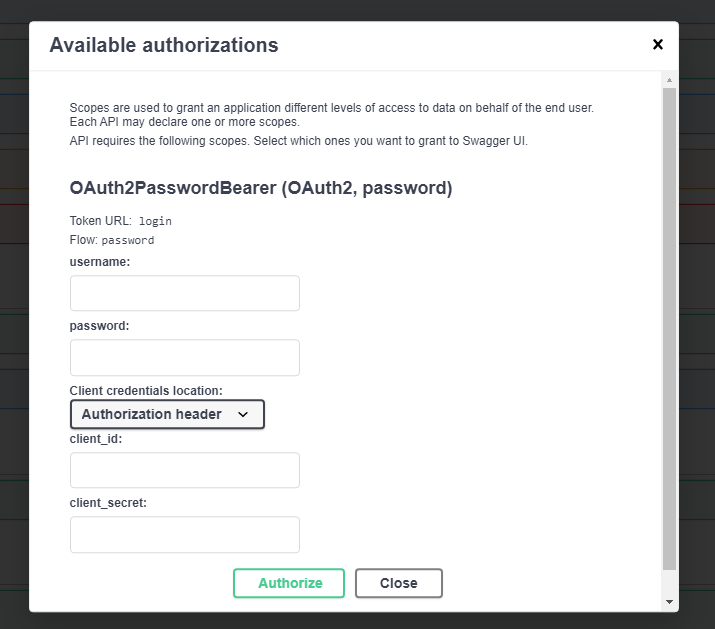 Available authorizations
Scopes are used to grant an application different levels of access to data on behalf of the end user.
Each API may declare one or more scopes.
API requires the following scopes. Select which ones you want to grant to Swagger UI.
OAuth2PasswordBearer (OAuth2, password)
Token URL: login
Flow: password
username:
password:
Client credentials location:
Authorization header
client_id:
client_secret:
Authorize Close